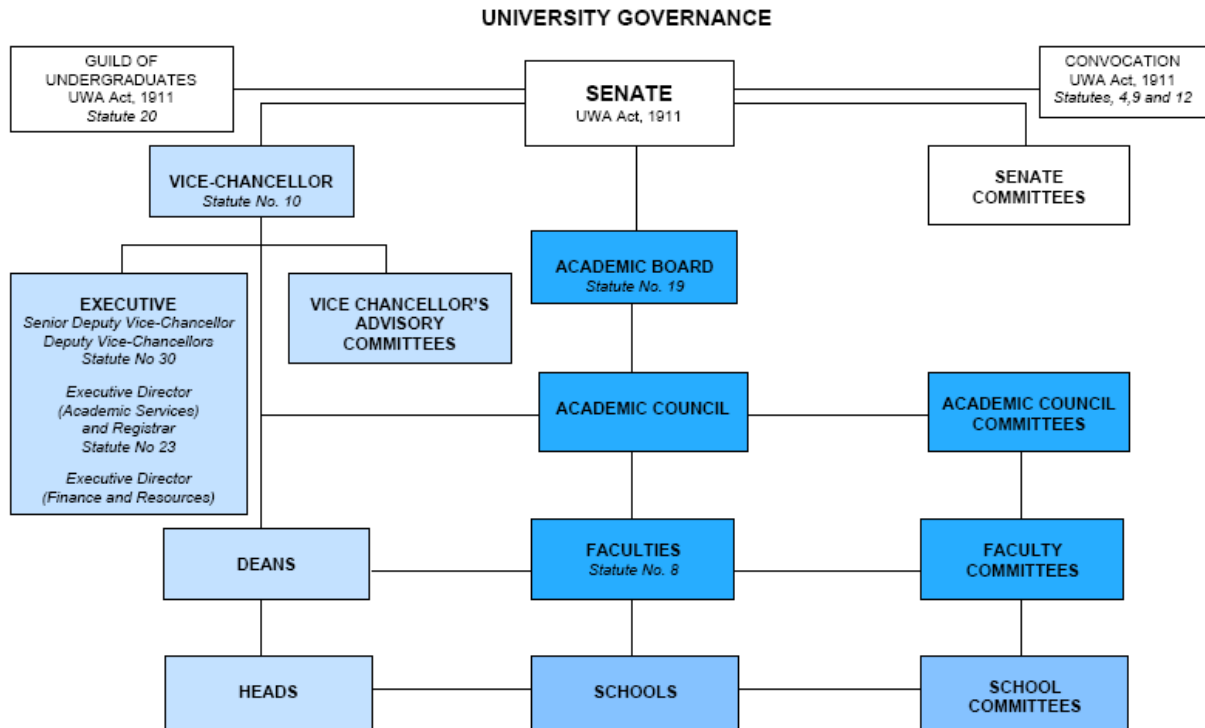 UNIVERSITY GOVERNANCE
GUILD OF
UNDERGRADUATES
UWA Act, 1911
Statute 20
SENATE
UWA Act, 1911
CONVOCATION
UWA Act, 1911
Statutes, 4,9 and 12
VICE-CHANCELLOR
Statute No. 10
SENATE
COMMITTEES
EXECUTIVE
Senior Deputy Vice-Chancellor
Deputy Vice-Chancellors
Statute No 30
Executive Director
(Academic Services)
and Registrar
Statute No 23
Executive Director
(Finance and Resources)
VICE CHANCELLOR'S
ADVISORY
COMMITTEES
ACADEMIC BOARD
Statute No. 19
ACADEMIC COUNCIL
ACADEMIC COUNCIL
COMMITTEES
DEANS
FACULTIES
Statute No. 8
FACULTY
COMMITTEES
HEADS
SCHOOLS
SCHOOL
COMMITTEES